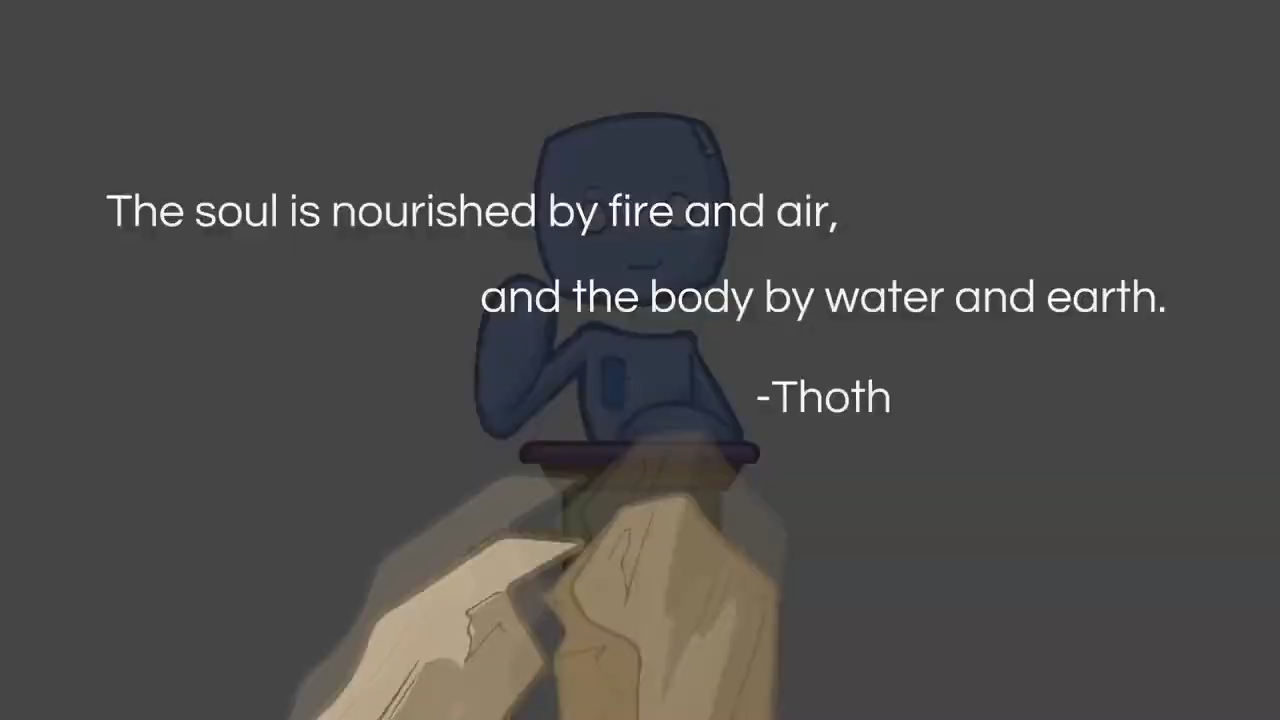 The soul is nourished by fire and air,
and the body by water and earth.
-Thoth